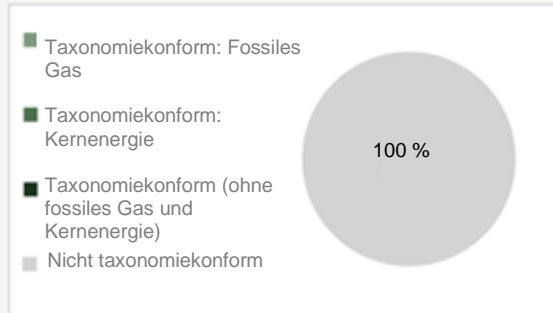 Taxonomiekonform: Fossiles
Gas
Taxonomiekonform:
Kernenergie
Taxonomiekonform (ohne
fossiles Gas und
Kernenergie)
Nicht taxonomiekonform
100 %